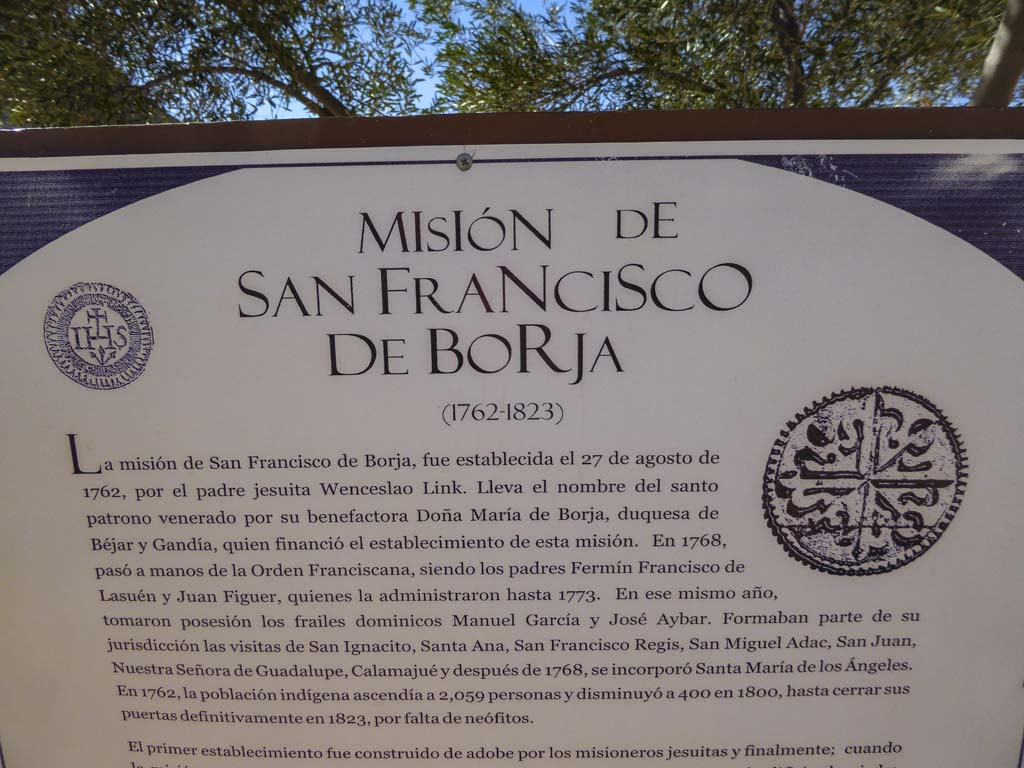 MISIÓN DE
SAN FRANCISCO
DE BORJA
(1762-1823)
IHS
La misión de San Francisco de Borja, fue establecida el 27 de agosto de
1762, por el padre jesuita Wenceslao Link. Lleva el nombre del santo
patrono venerado por su benefactora Doña María de Borja, duquesa de
Béjar y Gandía, quien financió el establecimiento de esta misión. En 1768,
pasó a manos de la Orden Franciscana, siendo los padres Fermín Francisco de
Lasuén y Juan Figuer, quienes la administraron hasta 1773. En ese mismo año,
tomaron posesión los frailes dominicos Manuel García y José Aybar. Formaban parte de su
jurisdicción las visitas de San Ignacito, Santa Ana, San Francisco Regis, San Miguel Adac, San Juan,
Nuestra Señora de Guadalupe, Calamajué y después de 1768, se incorporó Santa María de los Ángeles.
En 1762, la población indígena ascendía a 2,059 personas y disminuyó a 400 en 1800, hasta cerrar sus
puertas definitivamente en 1823, por falta de neófitos.
El primer establecimiento fue construido de adobe por los misioneros jesuitas y finalmente; cuando